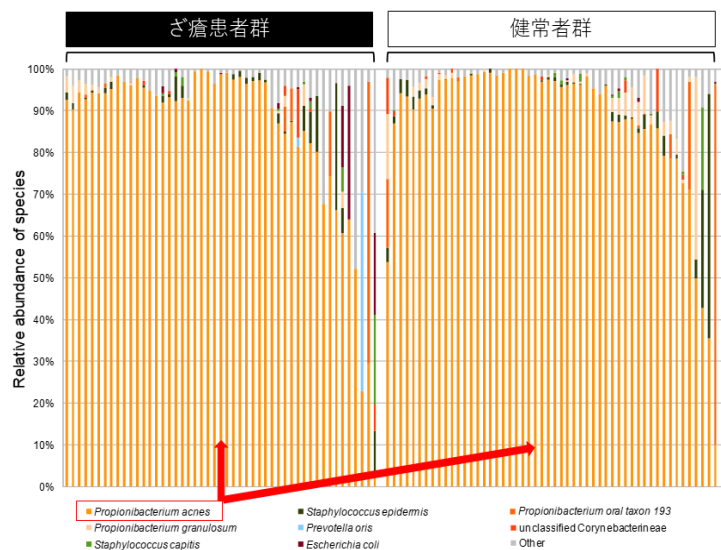 ざ瘡患者群
健常者群
100%
90%
80%
70%
60%
50%
40%
30%
20%
10%
0%
Relative abundance of species
Propionibacterium acnes
Staphylococcus epidermis
Propionibacterium oral taxon 193
Propionibacterium granulosum
Prevotella oris
unclassified Corynebacterineae
Staphylococcus capitis
Escherichia coli
Other